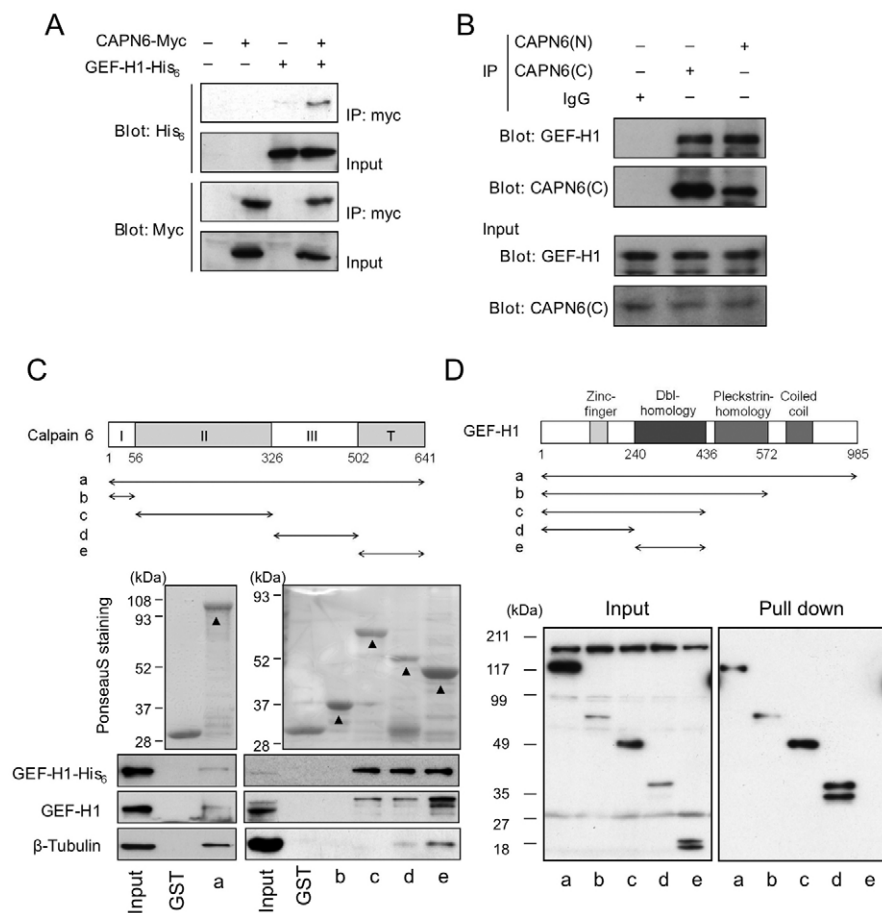 A
CAPN6-Myc – + – +
GEF-H1-His6 – – + +
Blot: His6
IP: myc
Input
Blot: Myc
IP: myc
Input
B
IP
CAPN6(N) – – +
CAPN6(C) – + –
IgG + – –
Blot: GEF-H1
Blot: CAPN6(C)
Input
Blot: GEF-H1
Blot: CAPN6(C)
C
Calpain 6 I II III T
1 56 326 502 641
a
b
c
d
e
(kDa) (kDa)
PonseauS staining
108
93
52
37
28
93
52
37
28
GEF-H1-His6
GEF-H1
β-Tubulin
Input GST a Input GST b c d e
D
Zinc-finger
Dbl-homology
Pleckstrin-homology
Coiled coil
GEF-H1
1 240 436 572 985
a
b
c
d
e
(kDa) Input Pull down
211
117
99
49
35
27
18
a b c d e a b c d e